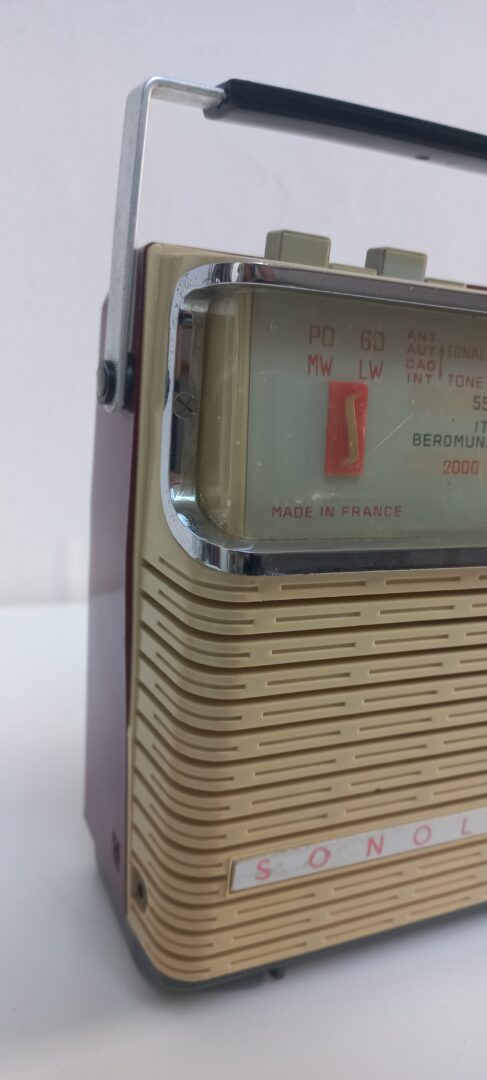 PO GO
MW LW
ANT
AUT TONAL
CAD
INT TONE
55
IT
BEROMUN
2000
MADE IN FRANCE
SONOL